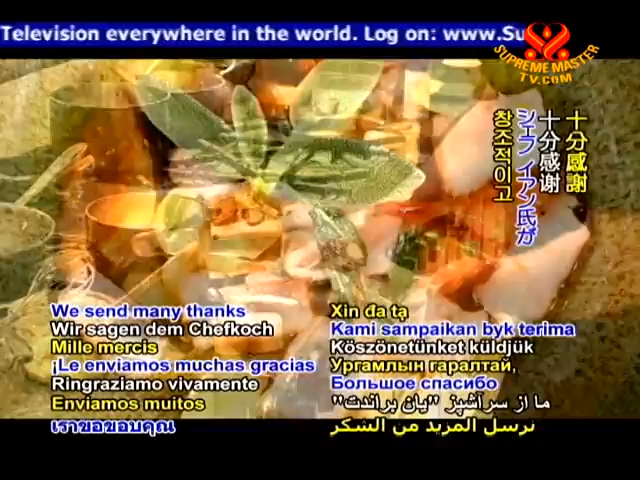 Television everywhere in the world. Log on: www.Su
SUPREME MASTER
TV.COM
十分感謝
十分感谢
シェフ イアン氏が
창조적이고
We send many thanks
Wir sagen dem Chefkoch
Mille mercis
¡Le enviamos muchas gracias
Ringraziamo vivamente
Enviamos muitos
เราขอขอบคุณ
Xin đa tạ
Kami sampaikan byk terima
Köszönetünket küldjük
Ургамлын гаралтай,
Большое спасибо
ما از سرآشپز "یان براندت"
نرسل المزيد من الشكر